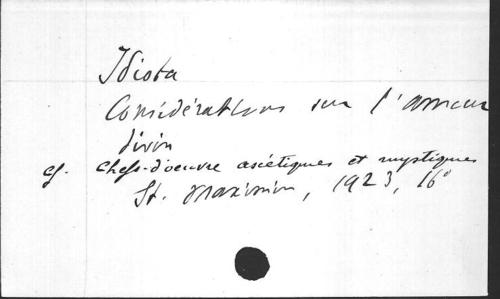 Idiota
Considérations sur l'amour
divin
cf. Chefs-d'oeuvre ascétiques et mystiques
St. Maximin, 1923, 16°